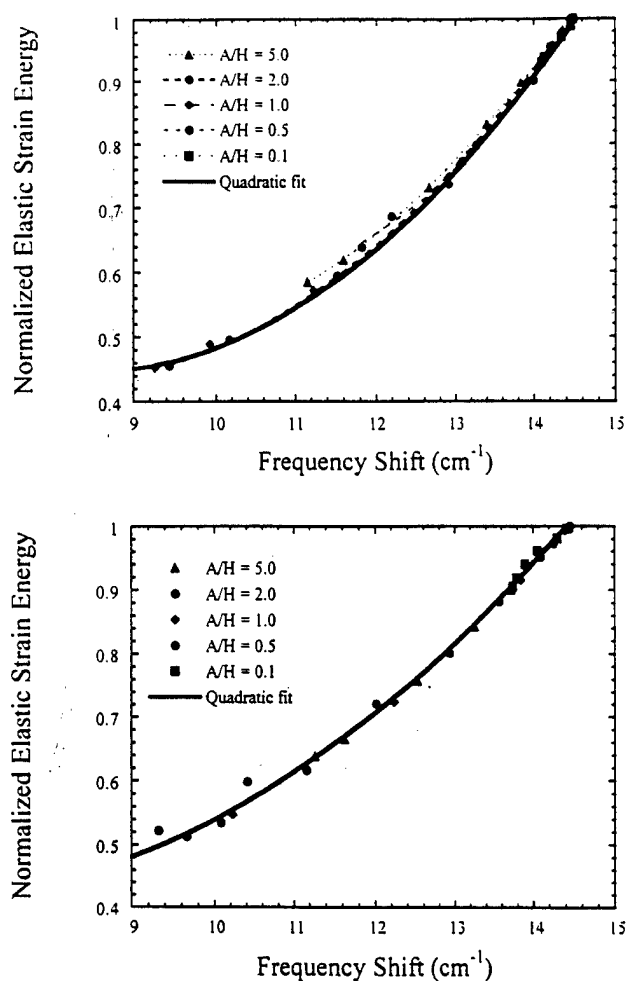 Normalized Elastic Strain Energy
1
0.9
0.8
0.7
0.6
0.5
0.4
A/H = 5.0
A/H = 2.0
A/H = 1.0
A/H = 0.5
A/H = 0.1
Quadratic fit
9 10 11 12 13 14 15
Frequency Shift (cm⁻¹)
Normalized Elastic Strain Energy
1
0.9
0.8
0.7
0.6
0.5
0.4
A/H = 5.0
A/H = 2.0
A/H = 1.0
A/H = 0.5
A/H = 0.1
Quadratic fit
9 10 11 12 13 14 15
Frequency Shift (cm⁻¹)